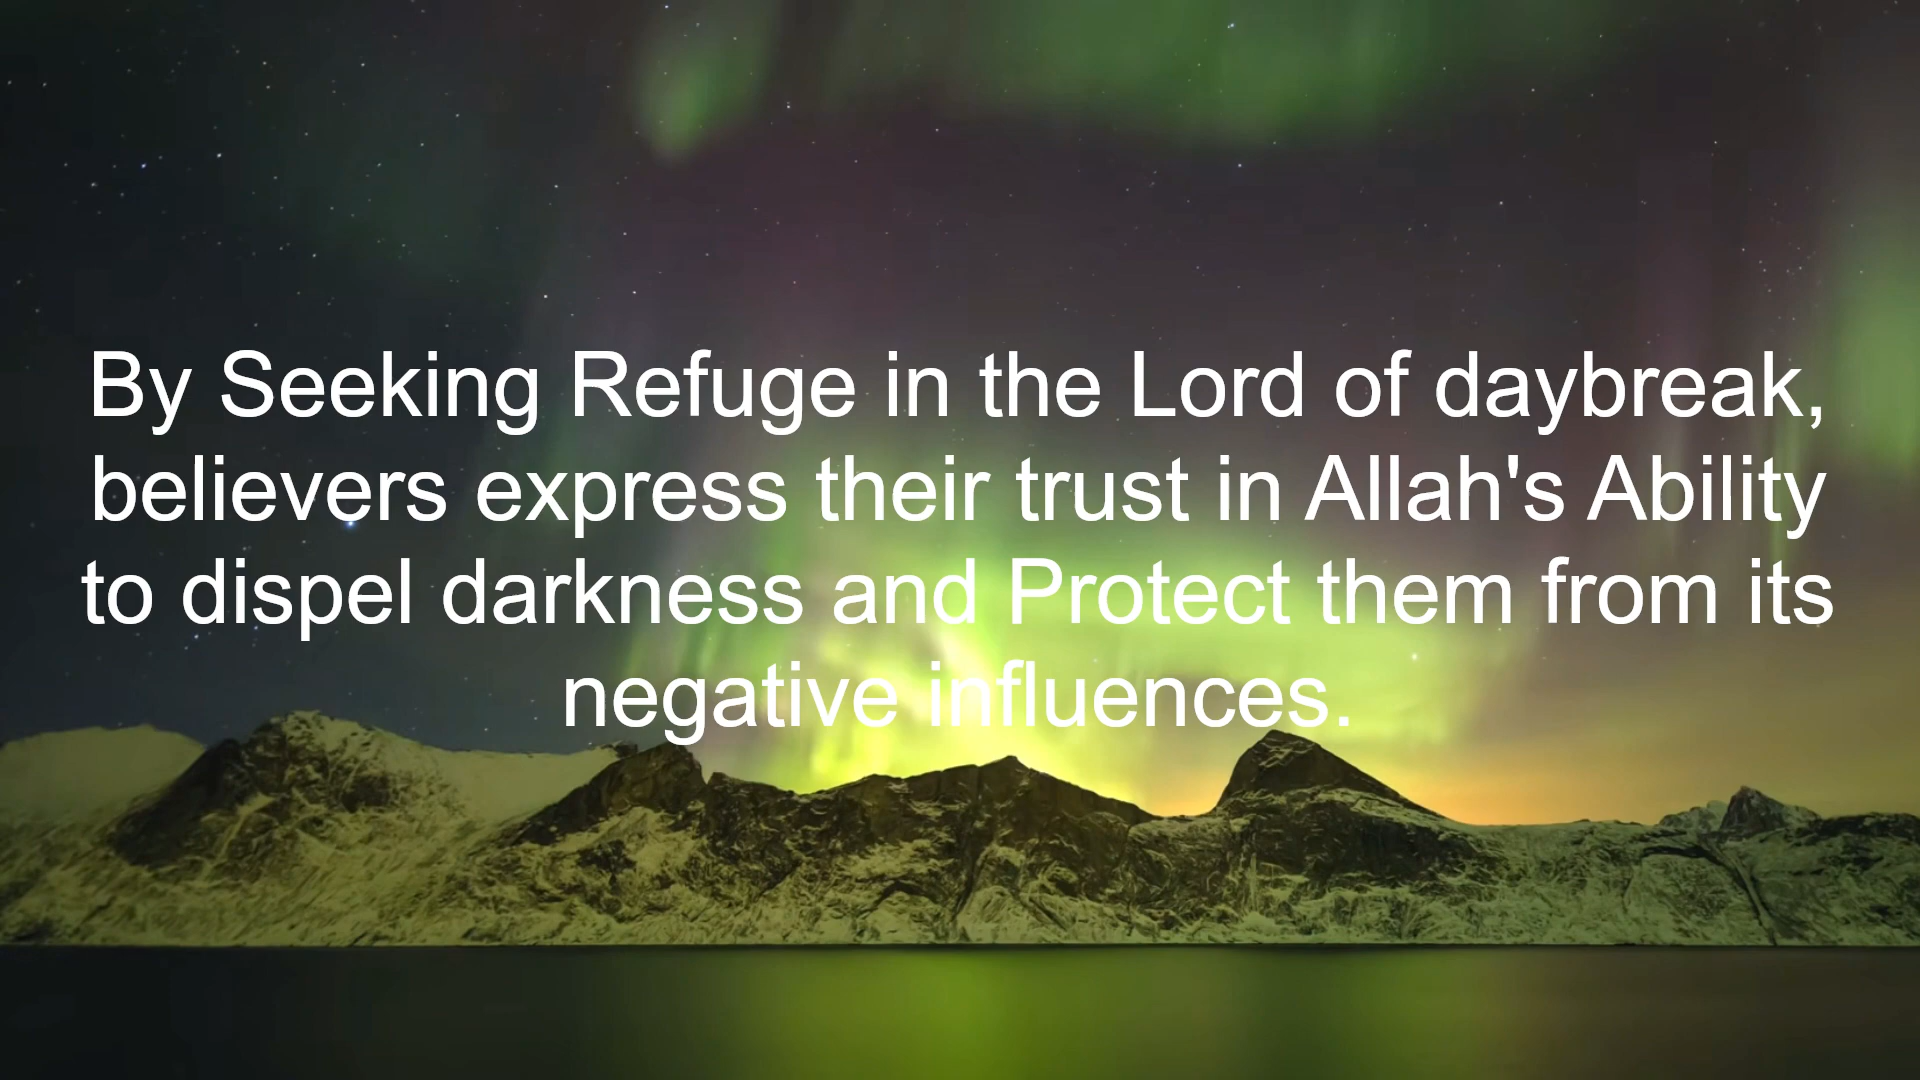 By Seeking Refuge in the Lord of daybreak,
believers express their trust in Allah's Ability
to dispel darkness and Protect them from its
negative influences.